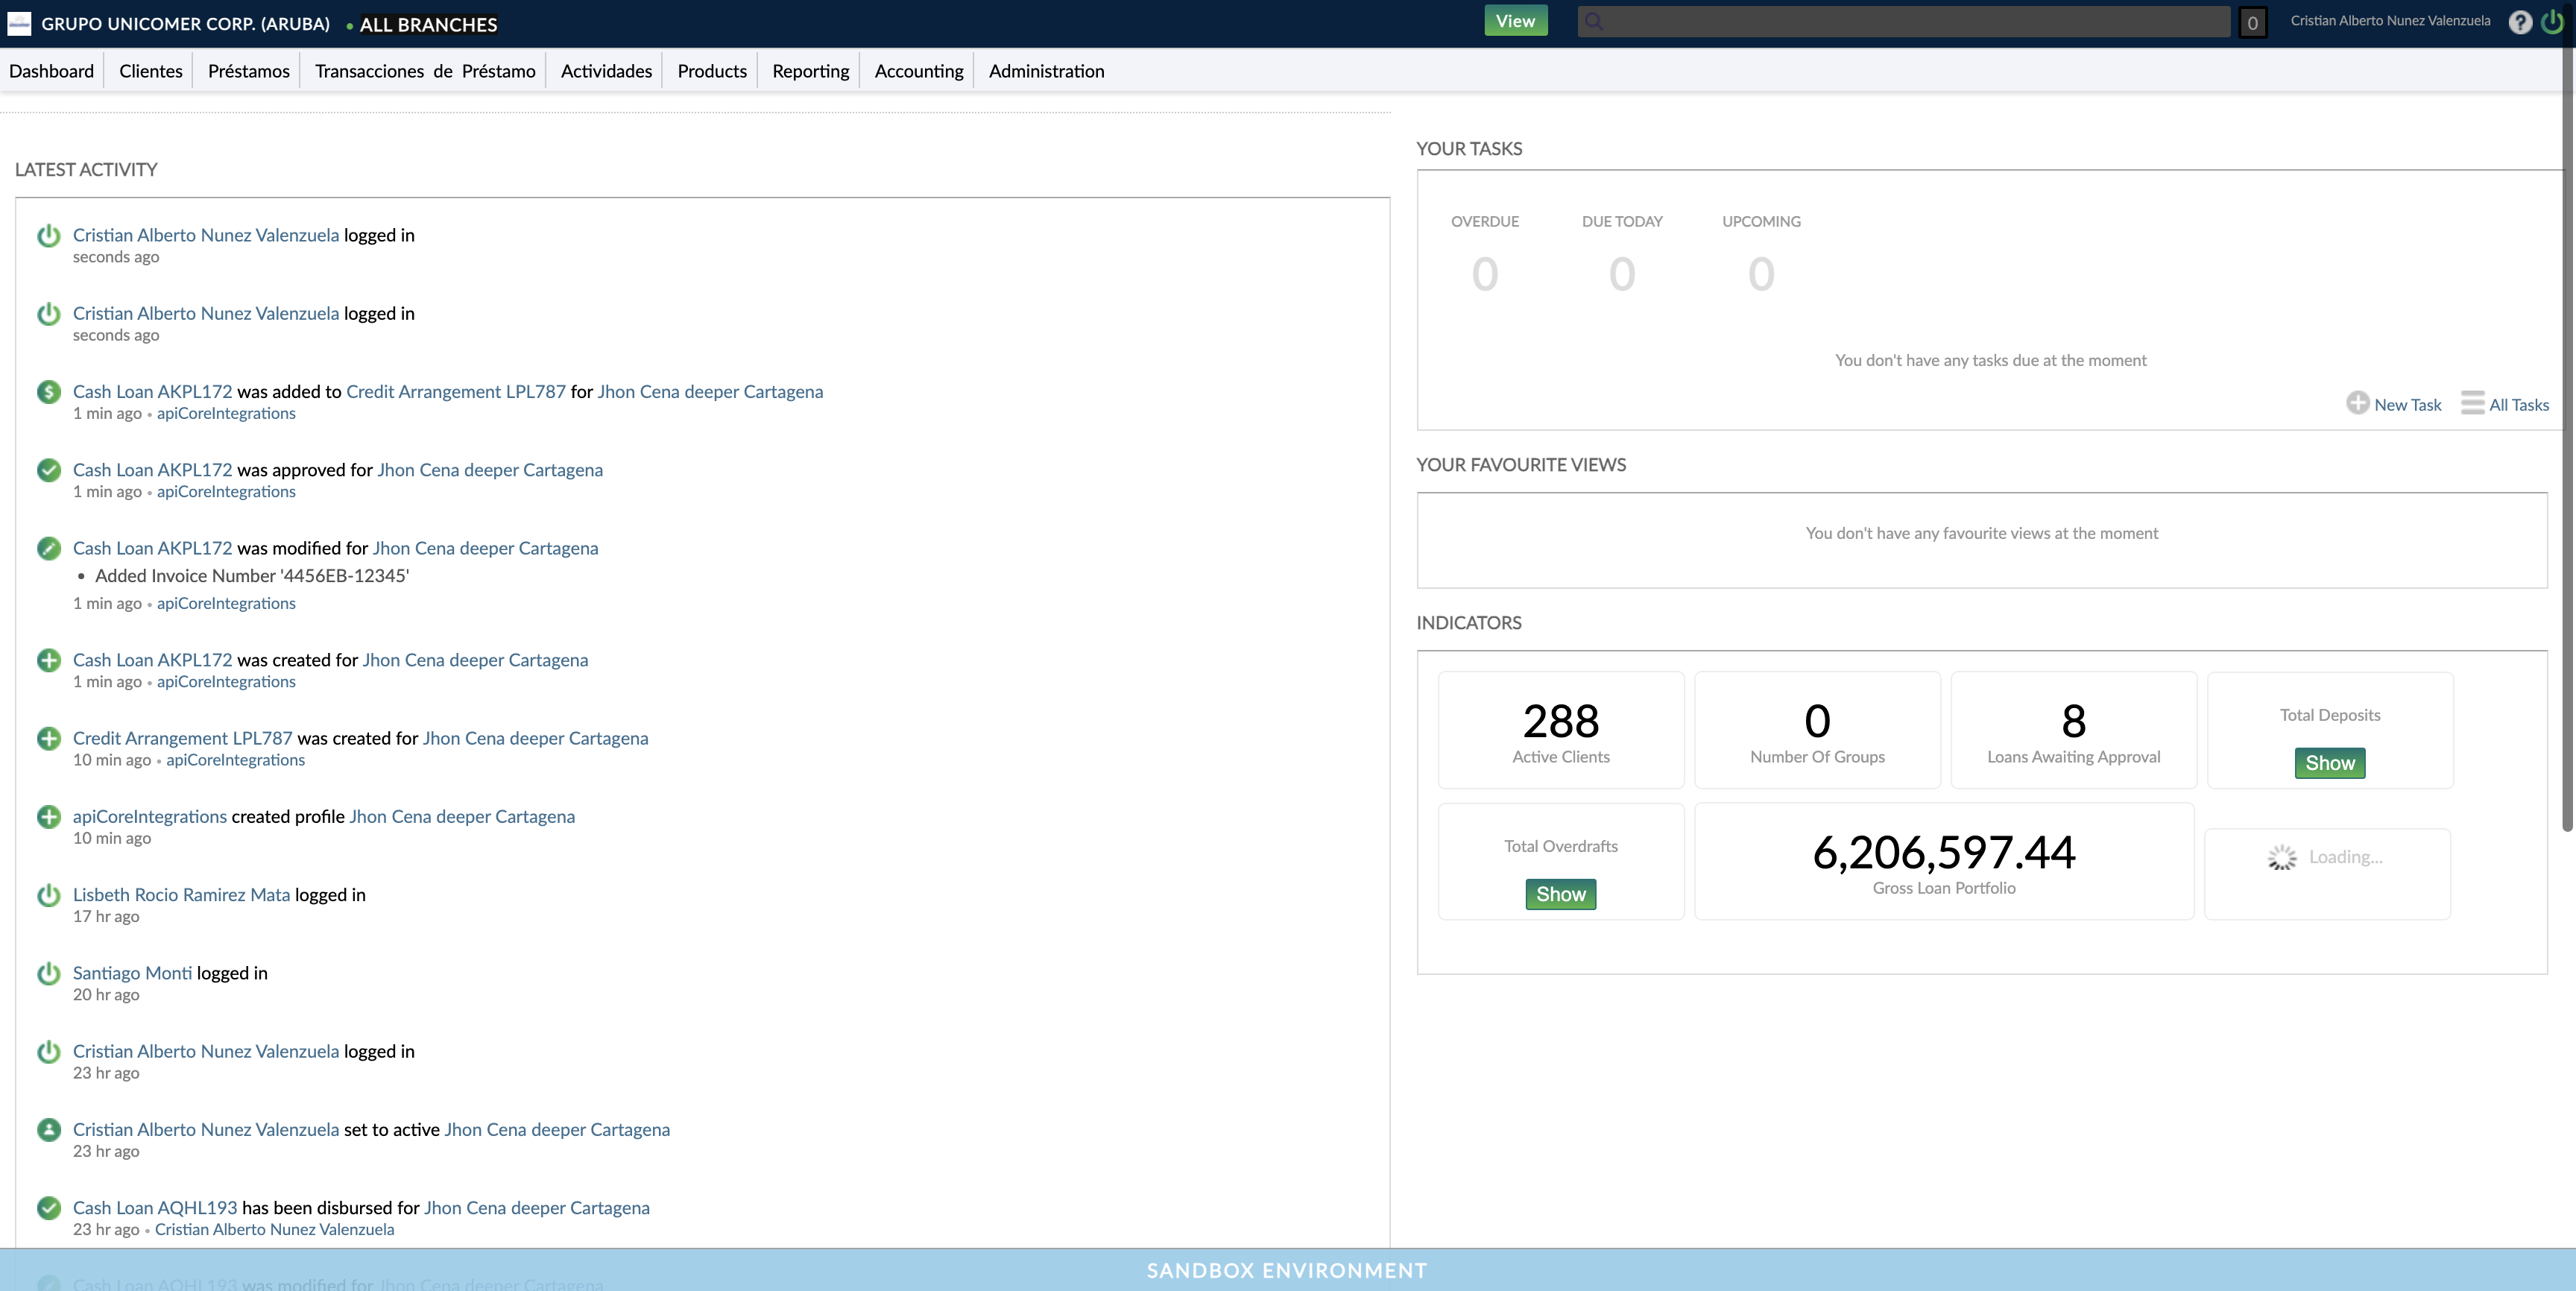 GRUPO UNICOMER CORP. (ARUBA) • ALL BRANCHES
View
0
Cristian Alberto Nunez Valenzuela
?
Dashboard
Clientes
Préstamos
Transacciones de Préstamo
Actividades
Products
Reporting
Accounting
Administration
LATEST ACTIVITY
Cristian Alberto Nunez Valenzuela logged in
seconds ago
Cristian Alberto Nunez Valenzuela logged in
seconds ago
Cash Loan AKPL172 was added to Credit Arrangement LPL787 for Jhon Cena deeper Cartagena
1 min ago • apiCoreIntegrations
Cash Loan AKPL172 was approved for Jhon Cena deeper Cartagena
1 min ago • apiCoreIntegrations
Cash Loan AKPL172 was modified for Jhon Cena deeper Cartagena
• Added Invoice Number '4456EB-12345'
1 min ago • apiCoreIntegrations
Cash Loan AKPL172 was created for Jhon Cena deeper Cartagena
1 min ago • apiCoreIntegrations
Credit Arrangement LPL787 was created for Jhon Cena deeper Cartagena
10 min ago • apiCoreIntegrations
apiCoreIntegrations created profile Jhon Cena deeper Cartagena
10 min ago
Lisbeth Rocio Ramirez Mata logged in
17 hr ago
Santiago Monti logged in
20 hr ago
Cristian Alberto Nunez Valenzuela logged in
23 hr ago
Cristian Alberto Nunez Valenzuela set to active Jhon Cena deeper Cartagena
23 hr ago
Cash Loan AQHL193 has been disbursed for Jhon Cena deeper Cartagena
23 hr ago • Cristian Alberto Nunez Valenzuela
Cash Loan AQHL193 was modified for Jhon Cena deeper Cartagena
YOUR TASKS
OVERDUE
DUE TODAY
UPCOMING
0
0
0
You don't have any tasks due at the moment
New Task
All Tasks
YOUR FAVOURITE VIEWS
You don't have any favourite views at the moment
INDICATORS
288
Active Clients
0
Number Of Groups
8
Loans Awaiting Approval
Total Deposits
Show
Total Overdrafts
Show
6,206,597.44
Gross Loan Portfolio
Loading...
SANDBOX ENVIRONMENT